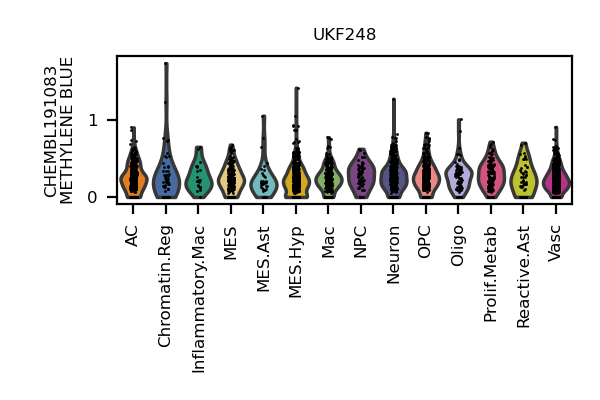 UKF248
CHEMBL191083
METHYLENE BLUE
1
0
AC
Chromatin.Reg
Inflammatory.Mac
MES
MES.Ast
MES.Hyp
Mac
NPC
Neuron
OPC
Oligo
Prolif.Metab
Reactive.Ast
Vasc